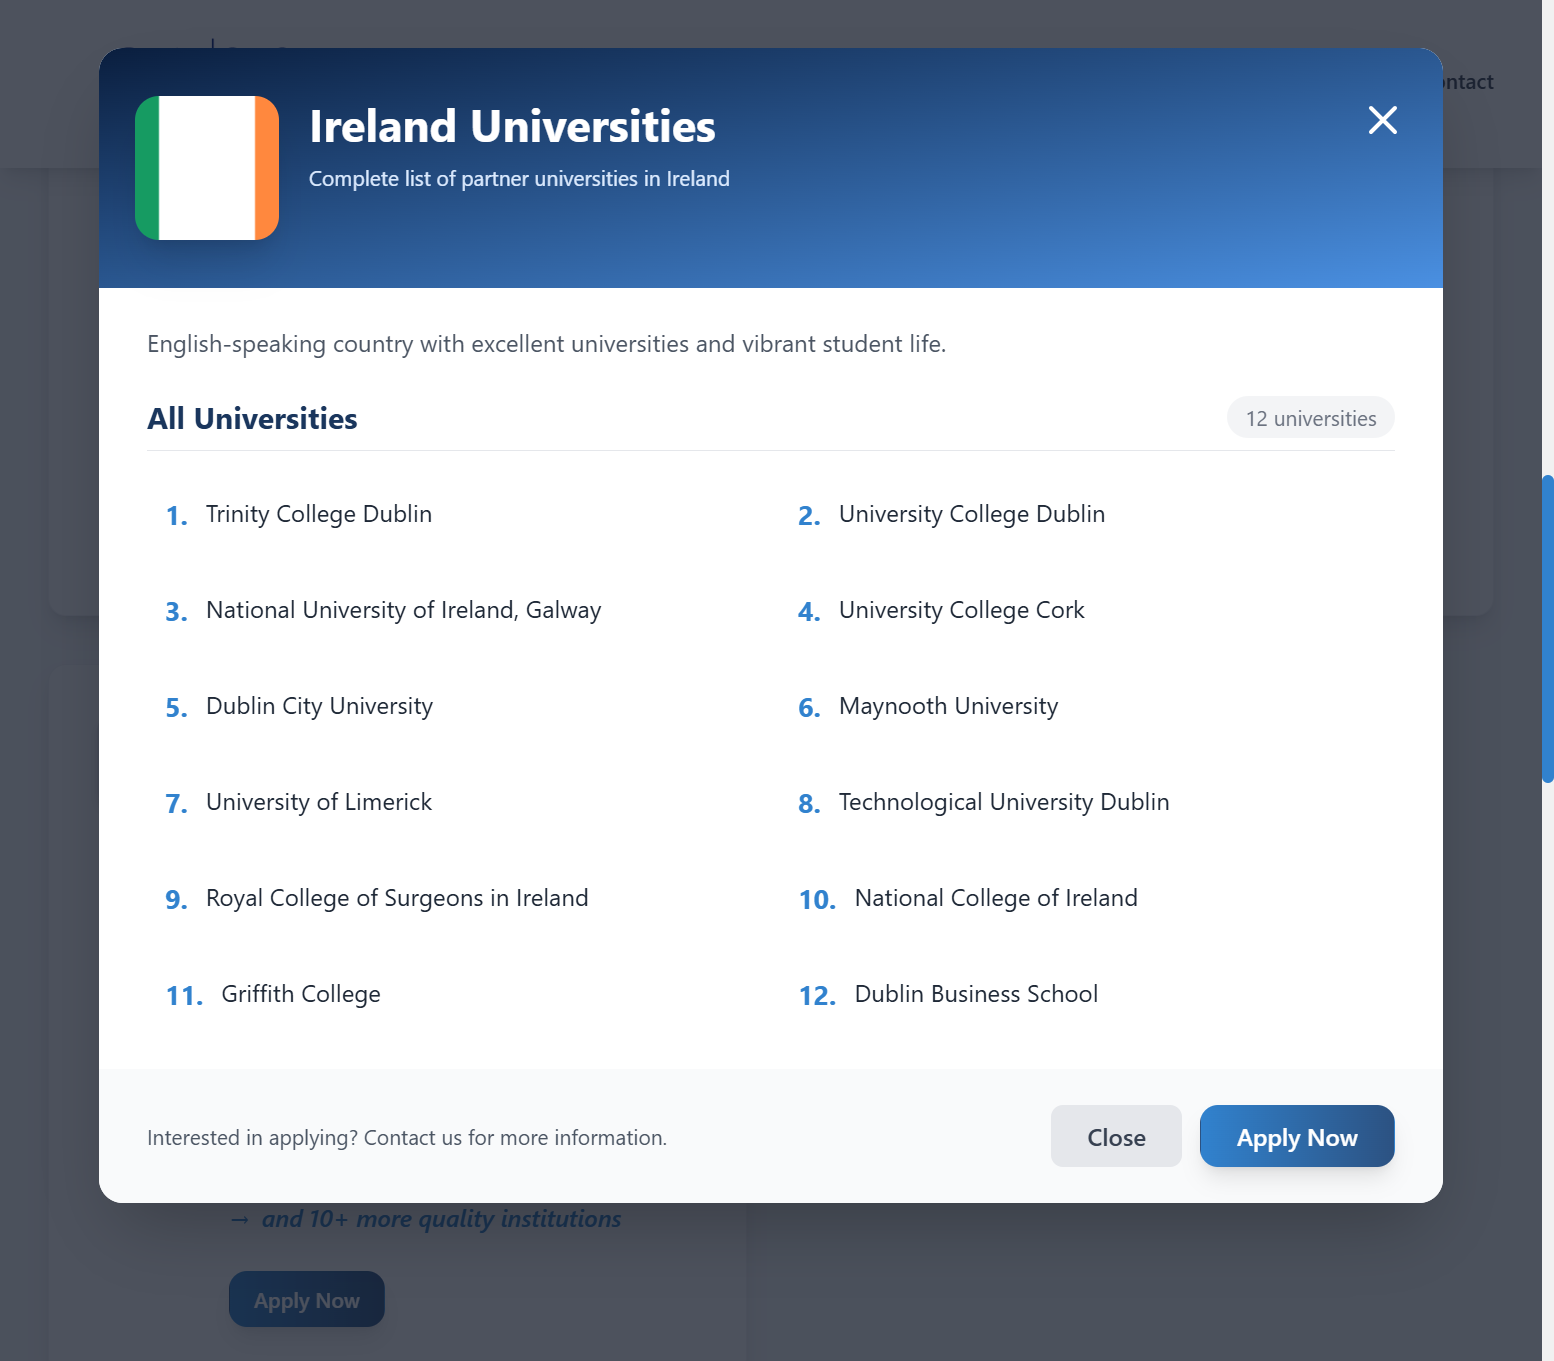 Ireland Universities
Complete list of partner universities in Ireland
English-speaking country with excellent universities and vibrant student life.
All Universities
12 universities
1. Trinity College Dublin
2. University College Dublin
3. National University of Ireland, Galway
4. University College Cork
5. Dublin City University
6. Maynooth University
7. University of Limerick
8. Technological University Dublin
9. Royal College of Surgeons in Ireland
10. National College of Ireland
11. Griffith College
12. Dublin Business School
Interested in applying? Contact us for more information.
Close
Apply Now
→ and 10+ more quality institutions
Apply Now